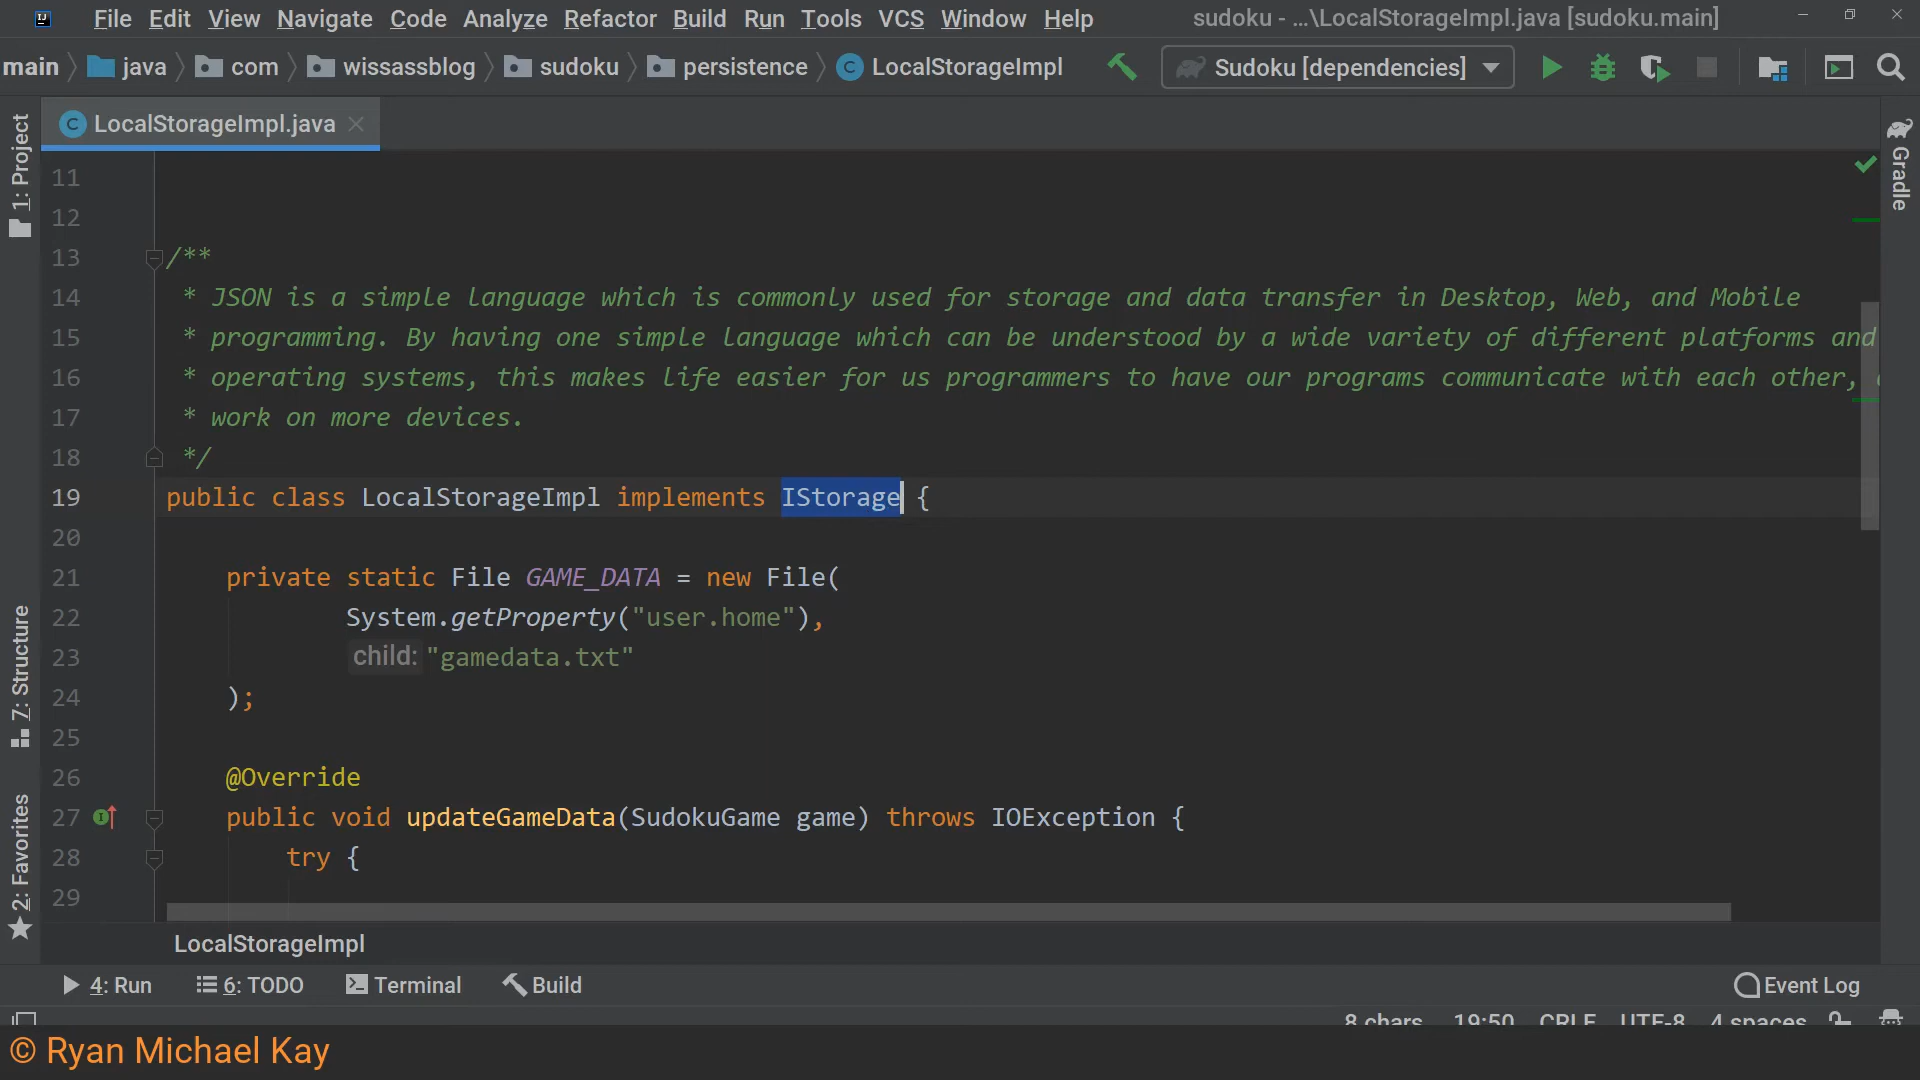 File Edit View Navigate Code Analyze Refactor Build Run Tools VCS Window Help sudoku - ...\LocalStorageImpl.java [sudoku.main]
main java com wissassblog sudoku persistence LocalStorageImpl Sudoku [dependencies]
LocalStorageImpl.java
1: Project
7: Structure
2: Favorites
Gradle
11
12
13 /**
14 * JSON is a simple language which is commonly used for storage and data transfer in Desktop, Web, and Mobile
15 * programming. By having one simple language which can be understood by a wide variety of different platforms and
16 * operating systems, this makes life easier for us programmers to have our programs communicate with each other,
17 * work on more devices.
18 */
19 public class LocalStorageImpl implements IStorage {
20
21 private static File GAME_DATA = new File(
22 System.getProperty("user.home"),
23 child: "gamedata.txt"
24 );
25
26 @Override
27 public void updateGameData(SudokuGame game) throws IOException {
28 try {
29
LocalStorageImpl
4: Run 6: TODO Terminal Build Event Log
8 chars 19:50 CRLF UTF-8 4 spaces
© Ryan Michael Kay